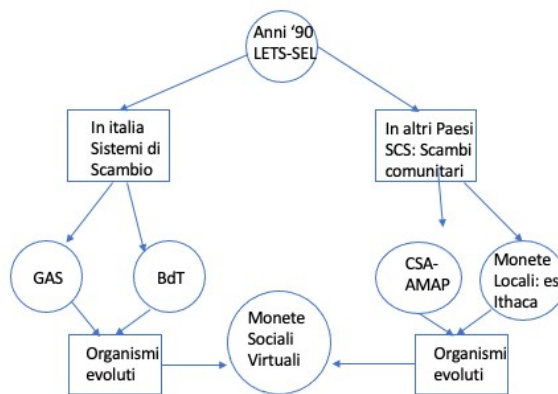 Anni ‘90
LETS-SEL
In italia
Sistemi di
Scambio
In altri Paesi
SCS: Scambi
comunitari
GAS
BdT
CSA-
AMAP
Monete
Locali: es
Ithaca
Monete
Sociali
Virtuali
Organismi
evoluti
Organismi
evoluti